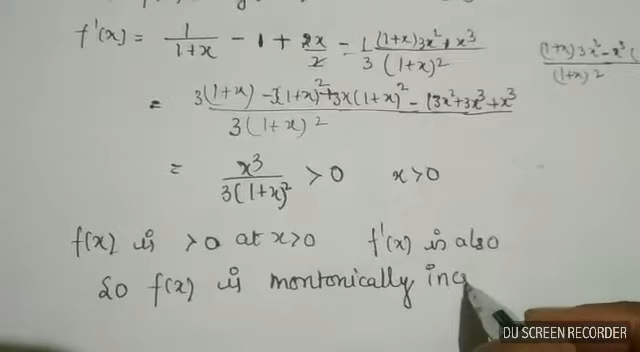 f'(x) = 1/(1+x) - 1 + 2x/2 - 1/3 ((1+x)3x² - x³)/(1+x)²
(1+x)3x² - x³(
(1+x)²
= (3(1+x) - 3(1+x)² + 3x(1+x)² - (3x²+3x³+x³)/(3(1+x)²)
= x³/(3(1+x)²) > 0 x>0
f(x) is >0 at x>0 f'(x) is also
so f(x) is montonically incr
DU SCREEN RECORDER